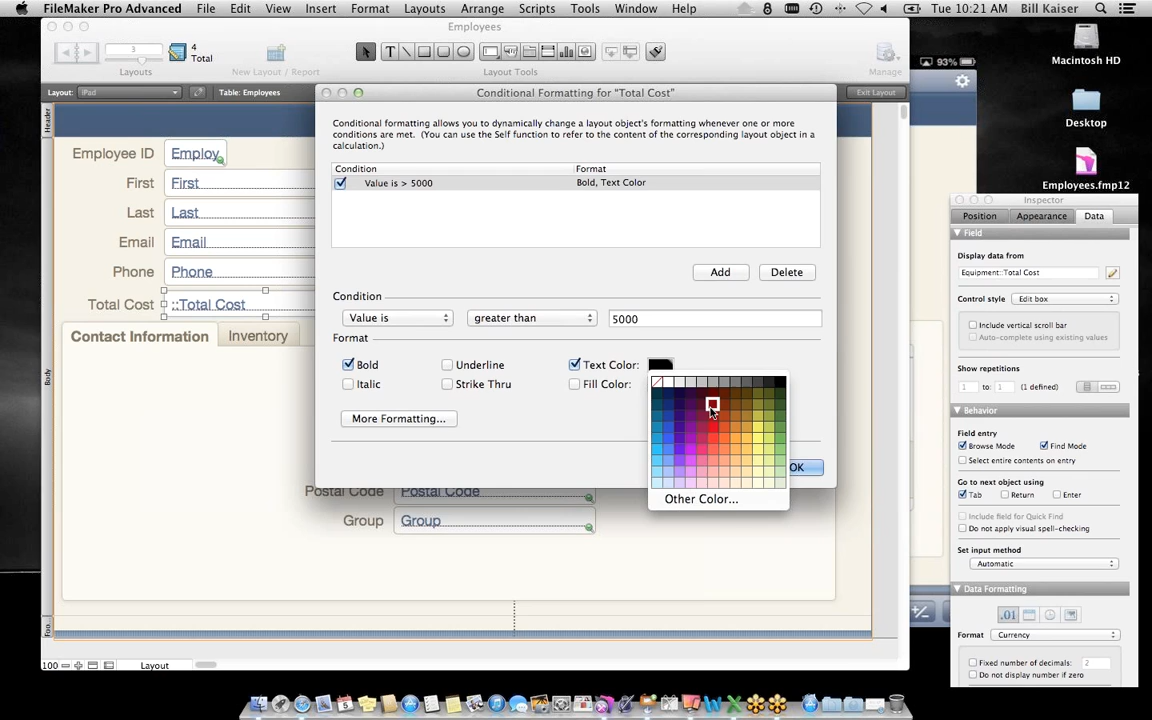 FileMaker Pro Advanced File Edit View Insert Format Layouts Arrange Scripts Tools Window Help Tue 10:21 AM Bill Kaiser
Employees
3
Layouts
4
Total
New Layout / Report
Layout Tools
Manage
Layout: iPad Table: Employees Exit Layout
93%
Macintosh HD
Desktop
Employees.fmp12
Header
Body
Foo
Employee ID Employ
First First
Last Last
Email Email
Phone Phone
Total Cost ::Total Cost
Contact Information Inventory
Postal Code Postal Code
Group Group
100 Layout
Conditional Formatting for "Total Cost"
Conditional formatting allows you to dynamically change a layout object's formatting whenever one or more
conditions are met. (You can use the Self function to refer to the content of the corresponding layout object in a
calculation.)
Condition Format
Value is > 5000 Bold, Text Color
Add Delete
Condition
Value is greater than 5000
Format
Bold Underline Text Color:
Italic Strike Thru Fill Color:
More Formatting...
OK
Other Color...
Inspector
Position Appearance Data
Field
Display data from
Equipment::Total Cost
Control style Edit box
Include vertical scroll bar
Auto-complete using existing values
Show repetitions
1 to: 1 (1 defined)
Behavior
Field entry
Browse Mode Find Mode
Select entire contents on entry
Go to next object using
Tab Return Enter
Include field for Quick Find
Do not apply visual spell-checking
Set input method
Automatic
Data Formatting
.01
Format Currency
Fixed number of decimals: 2
Do not display number if zero